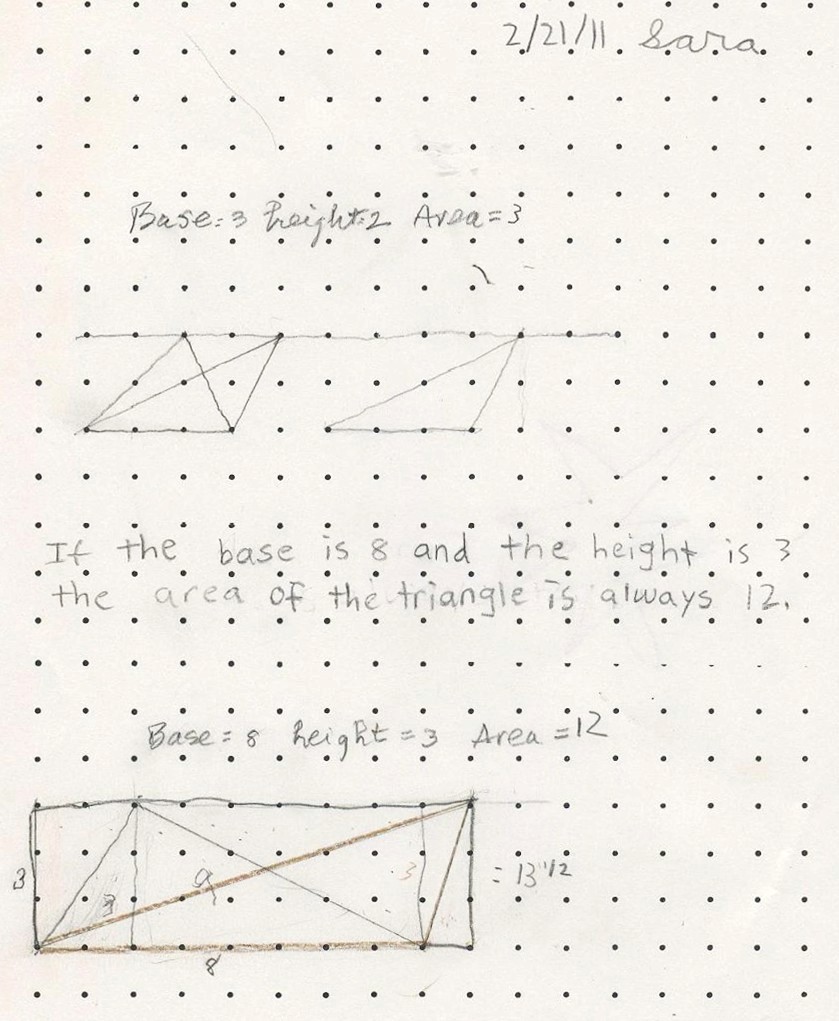 2/21/11 Sara
Base=3 height=2 Area=3
If the base is 8 and the height is 3
the area of the triangle is always 12.
Base=8 height=3 Area=12
3
3
9
3
= 13 1/2
8